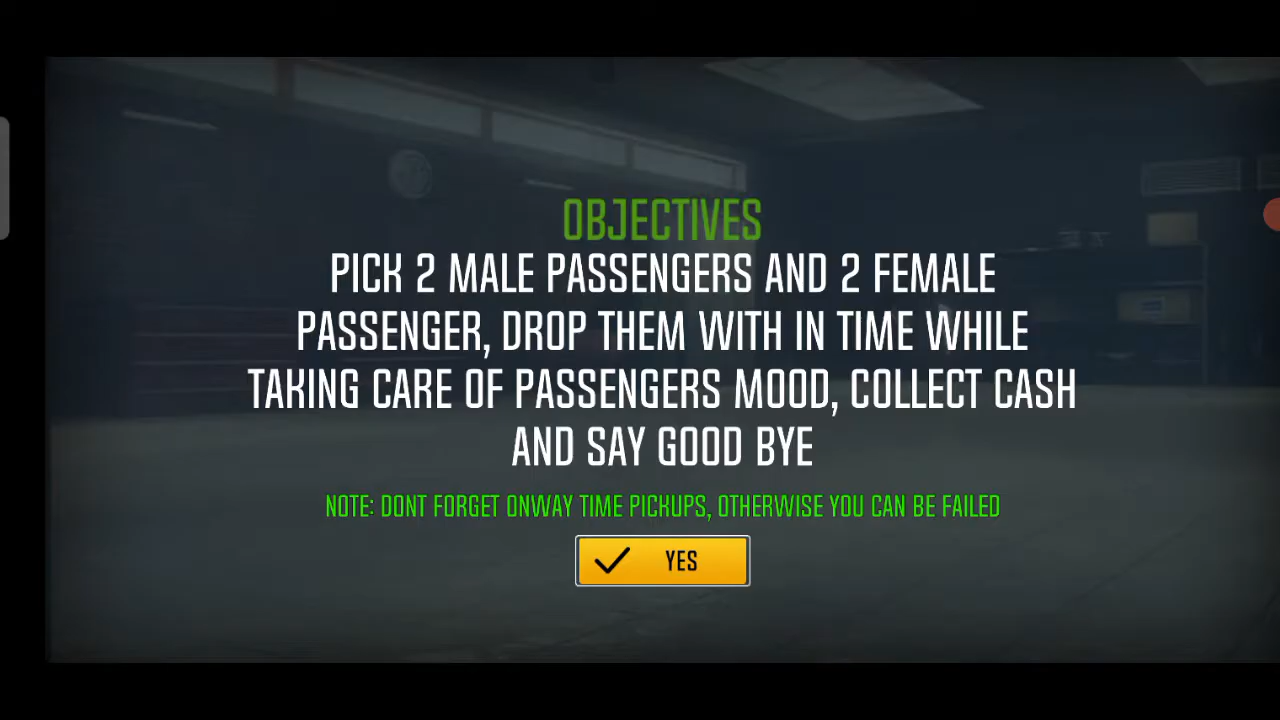 OBJECTIVES
PICK 2 MALE PASSENGERS AND 2 FEMALE
PASSENGER, DROP THEM WITH IN TIME WHILE
TAKING CARE OF PASSENGERS MOOD, COLLECT CASH
AND SAY GOOD BYE
NOTE: DONT FORGET ONWAY TIME PICKUPS, OTHERWISE YOU CAN BE FAILED
YES